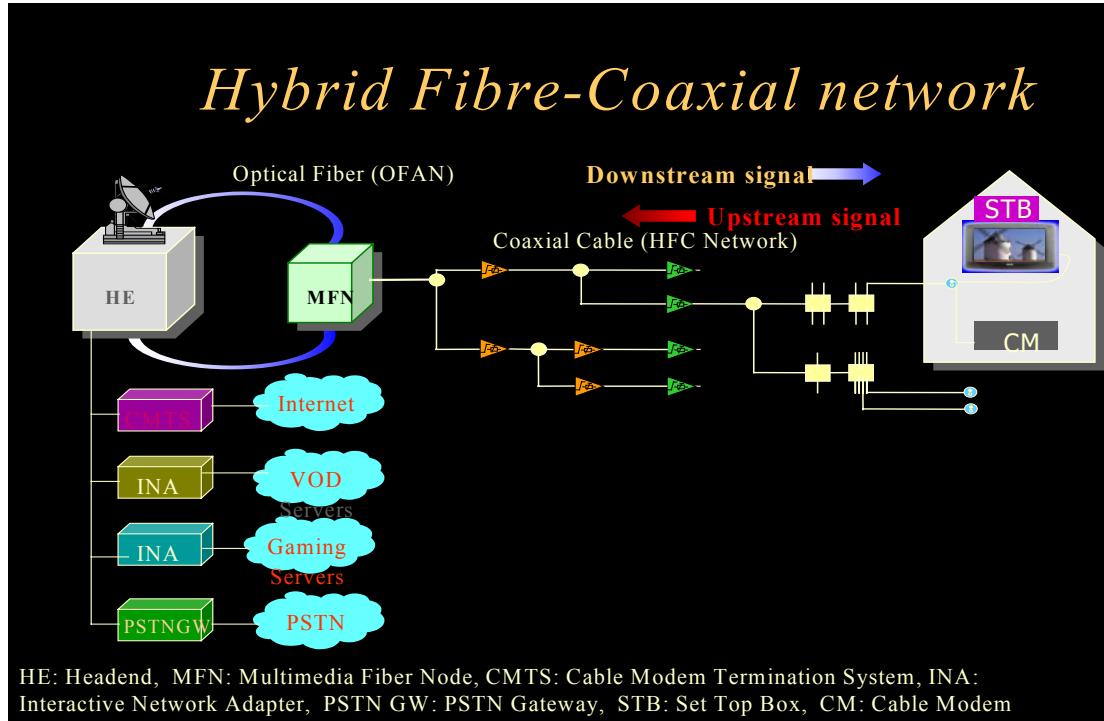 Hybrid Fibre-Coaxial network
Optical Fiber (OFAN)
Downstream signal
Upstream signal
Coaxial Cable (HFC Network)
STB
HE
MFN
CM
CMTS
Internet
INA
VOD
Servers
INA
Gaming
Servers
PSTNGW
PSTN
HE: Headend, MFN: Multimedia Fiber Node, CMTS: Cable Modem Termination System, INA:
Interactive Network Adapter, PSTN GW: PSTN Gateway, STB: Set Top Box, CM: Cable Modem